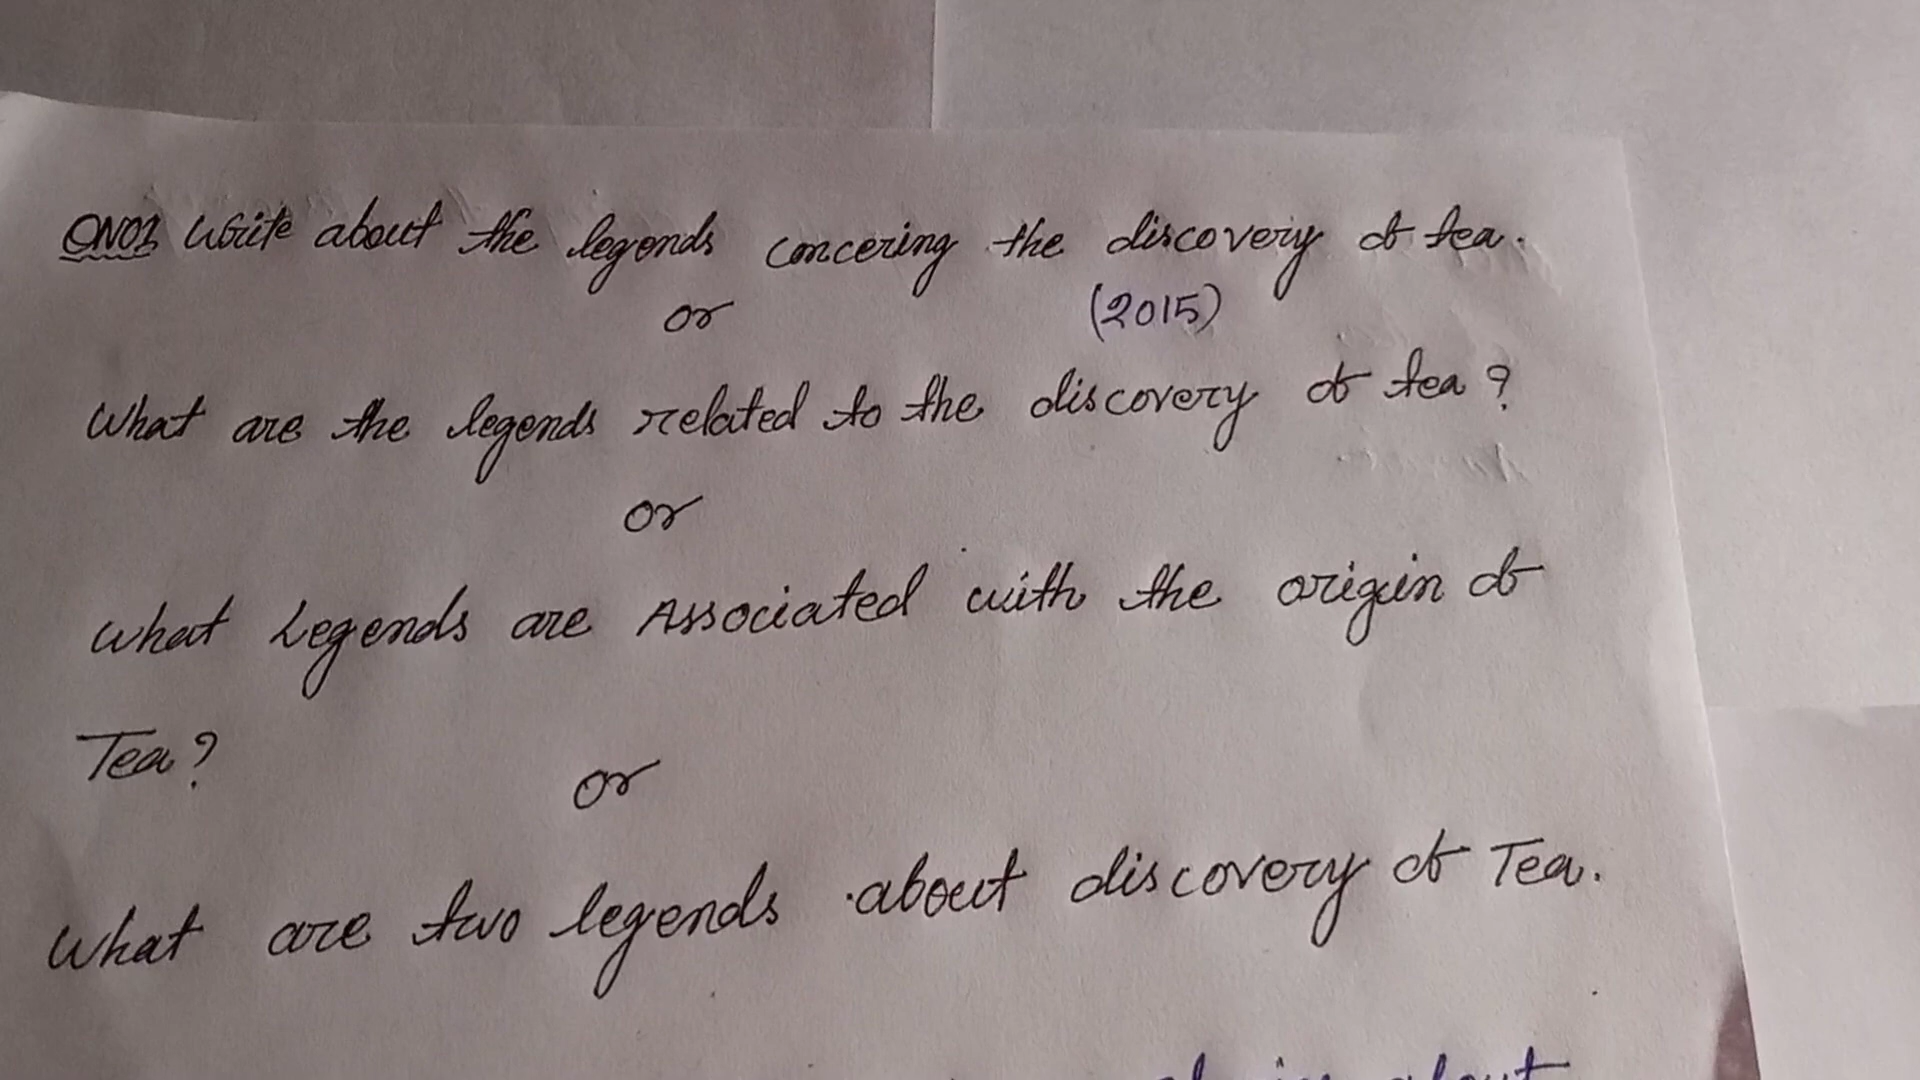 QNO1 Write about the legends concering the discovery of tea.
or (2015)
What are the legends related to the discovery of tea?
or
What Legends are Associated with the origin of
Tea?
or
What are two legends about discovery of Tea.
about